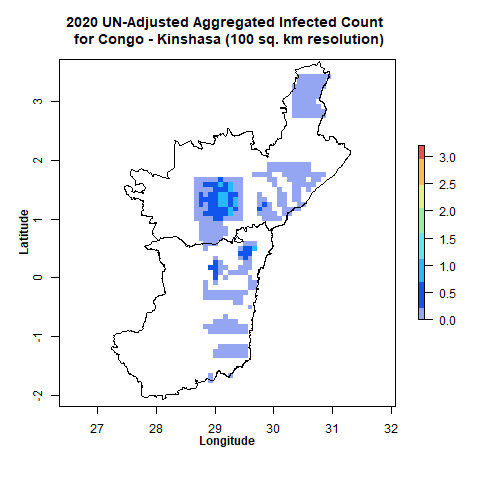 2020 UN-Adjusted Aggregated Infected Count
for Congo - Kinshasa (100 sq. km resolution)
Latitude
3
2
1
0
-1
-2
27 28 29 30 31 32
Longitude
3.0
2.5
2.0
1.5
1.0
0.5
0.0